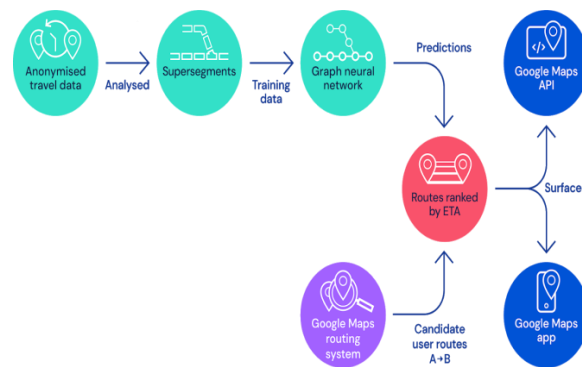 Anonymised
travel data
Analysed
Supersegments
Training
data
Graph neural
network
Predictions
Google Maps
API
Routes ranked
by ETA
Surface
Google Maps
routing
system
Candidate
user routes
A→B
Google Maps
app